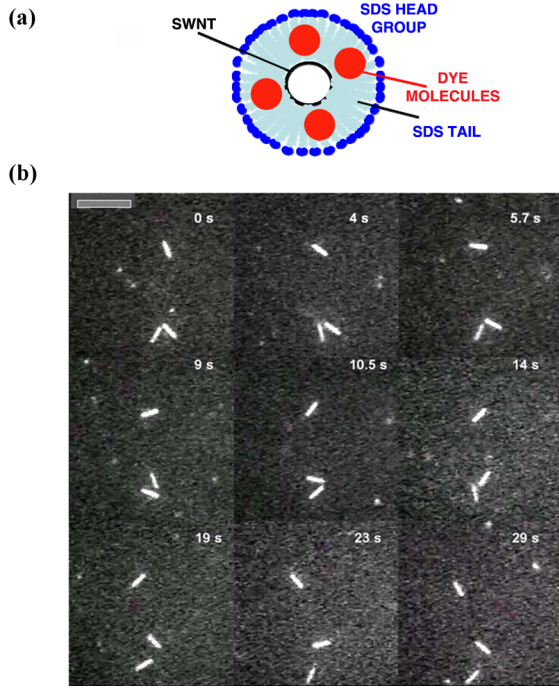 (a)
SWNT
SDS HEAD
GROUP
DYE
MOLECULES
SDS TAIL
(b)
0 s
4 s
5.7 s
9 s
10.5 s
14 s
19 s
23 s
29 s